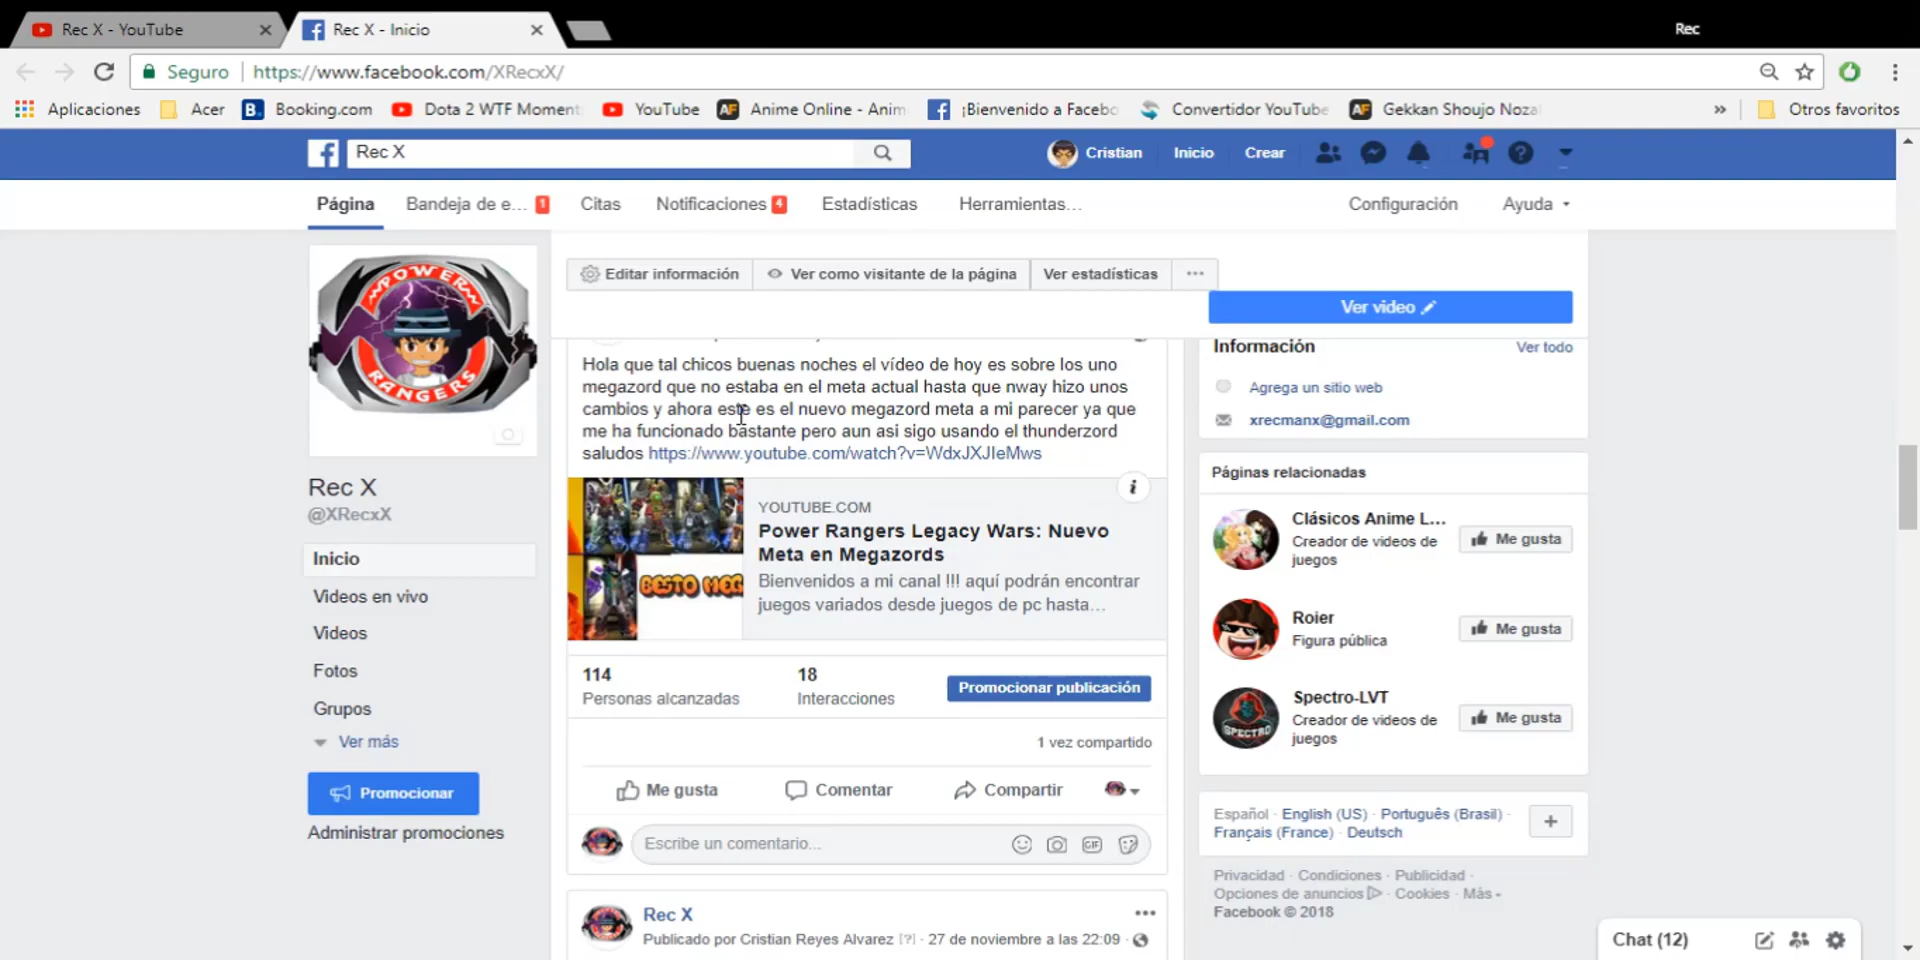 Rec X - YouTube
Rec X - Inicio
Rec
Seguro
https://www.facebook.com/XRecxX/
Aplicaciones
Acer
Booking.com
Dota 2 WTF Moment
YouTube
Anime Online - Anim
¡Bienvenido a Facebo
Convertidor YouTube
Gekkan Shoujo Noza
»
Otros favoritos
Rec X
Cristian
Inicio
Crear
Página
Bandeja de e... 1
Citas
Notificaciones 4
Estadísticas
Herramientas...
Configuración
Ayuda
POWER
RANGERS
Rec X
@XRecxX
Inicio
Videos en vivo
Videos
Fotos
Grupos
Ver más
Promocionar
Administrar promociones
Editar información
Ver como visitante de la página
Ver estadísticas
...
Ver video
Hola que tal chicos buenas noches el vídeo de hoy es sobre los uno
megazord que no estaba en el meta actual hasta que nway hizo unos
cambios y ahora este es el nuevo megazord meta a mi parecer ya que
me ha funcionado bastante pero aun asi sigo usando el thunderzord
saludos https://www.youtube.com/watch?v=WdxJXJIeMws
BESTO MEG
YOUTUBE.COM
Power Rangers Legacy Wars: Nuevo
Meta en Megazords
Bienvenidos a mi canal !!! aquí podrán encontrar
juegos variados desde juegos de pc hasta...
114
Personas alcanzadas
18
Interacciones
Promocionar publicación
1 vez compartido
Me gusta
Comentar
Compartir
Escribe un comentario...
GIF
Rec X
Publicado por Cristian Reyes Alvarez [?] · 27 de noviembre a las 22:09 ·
Información
Ver todo
Agrega un sitio web
xrecmanx@gmail.com
Páginas relacionadas
Clásicos Anime L...
Creador de videos de
juegos
Me gusta
Roier
Figura pública
Me gusta
Spectro-LVT
Creador de videos de
juegos
Me gusta
SPECTRO
Español · English (US) · Português (Brasil) ·
Français (France) · Deutsch
+
Privacidad · Condiciones · Publicidad ·
Opciones de anuncios · Cookies · Más
Facebook © 2018
Chat (12)